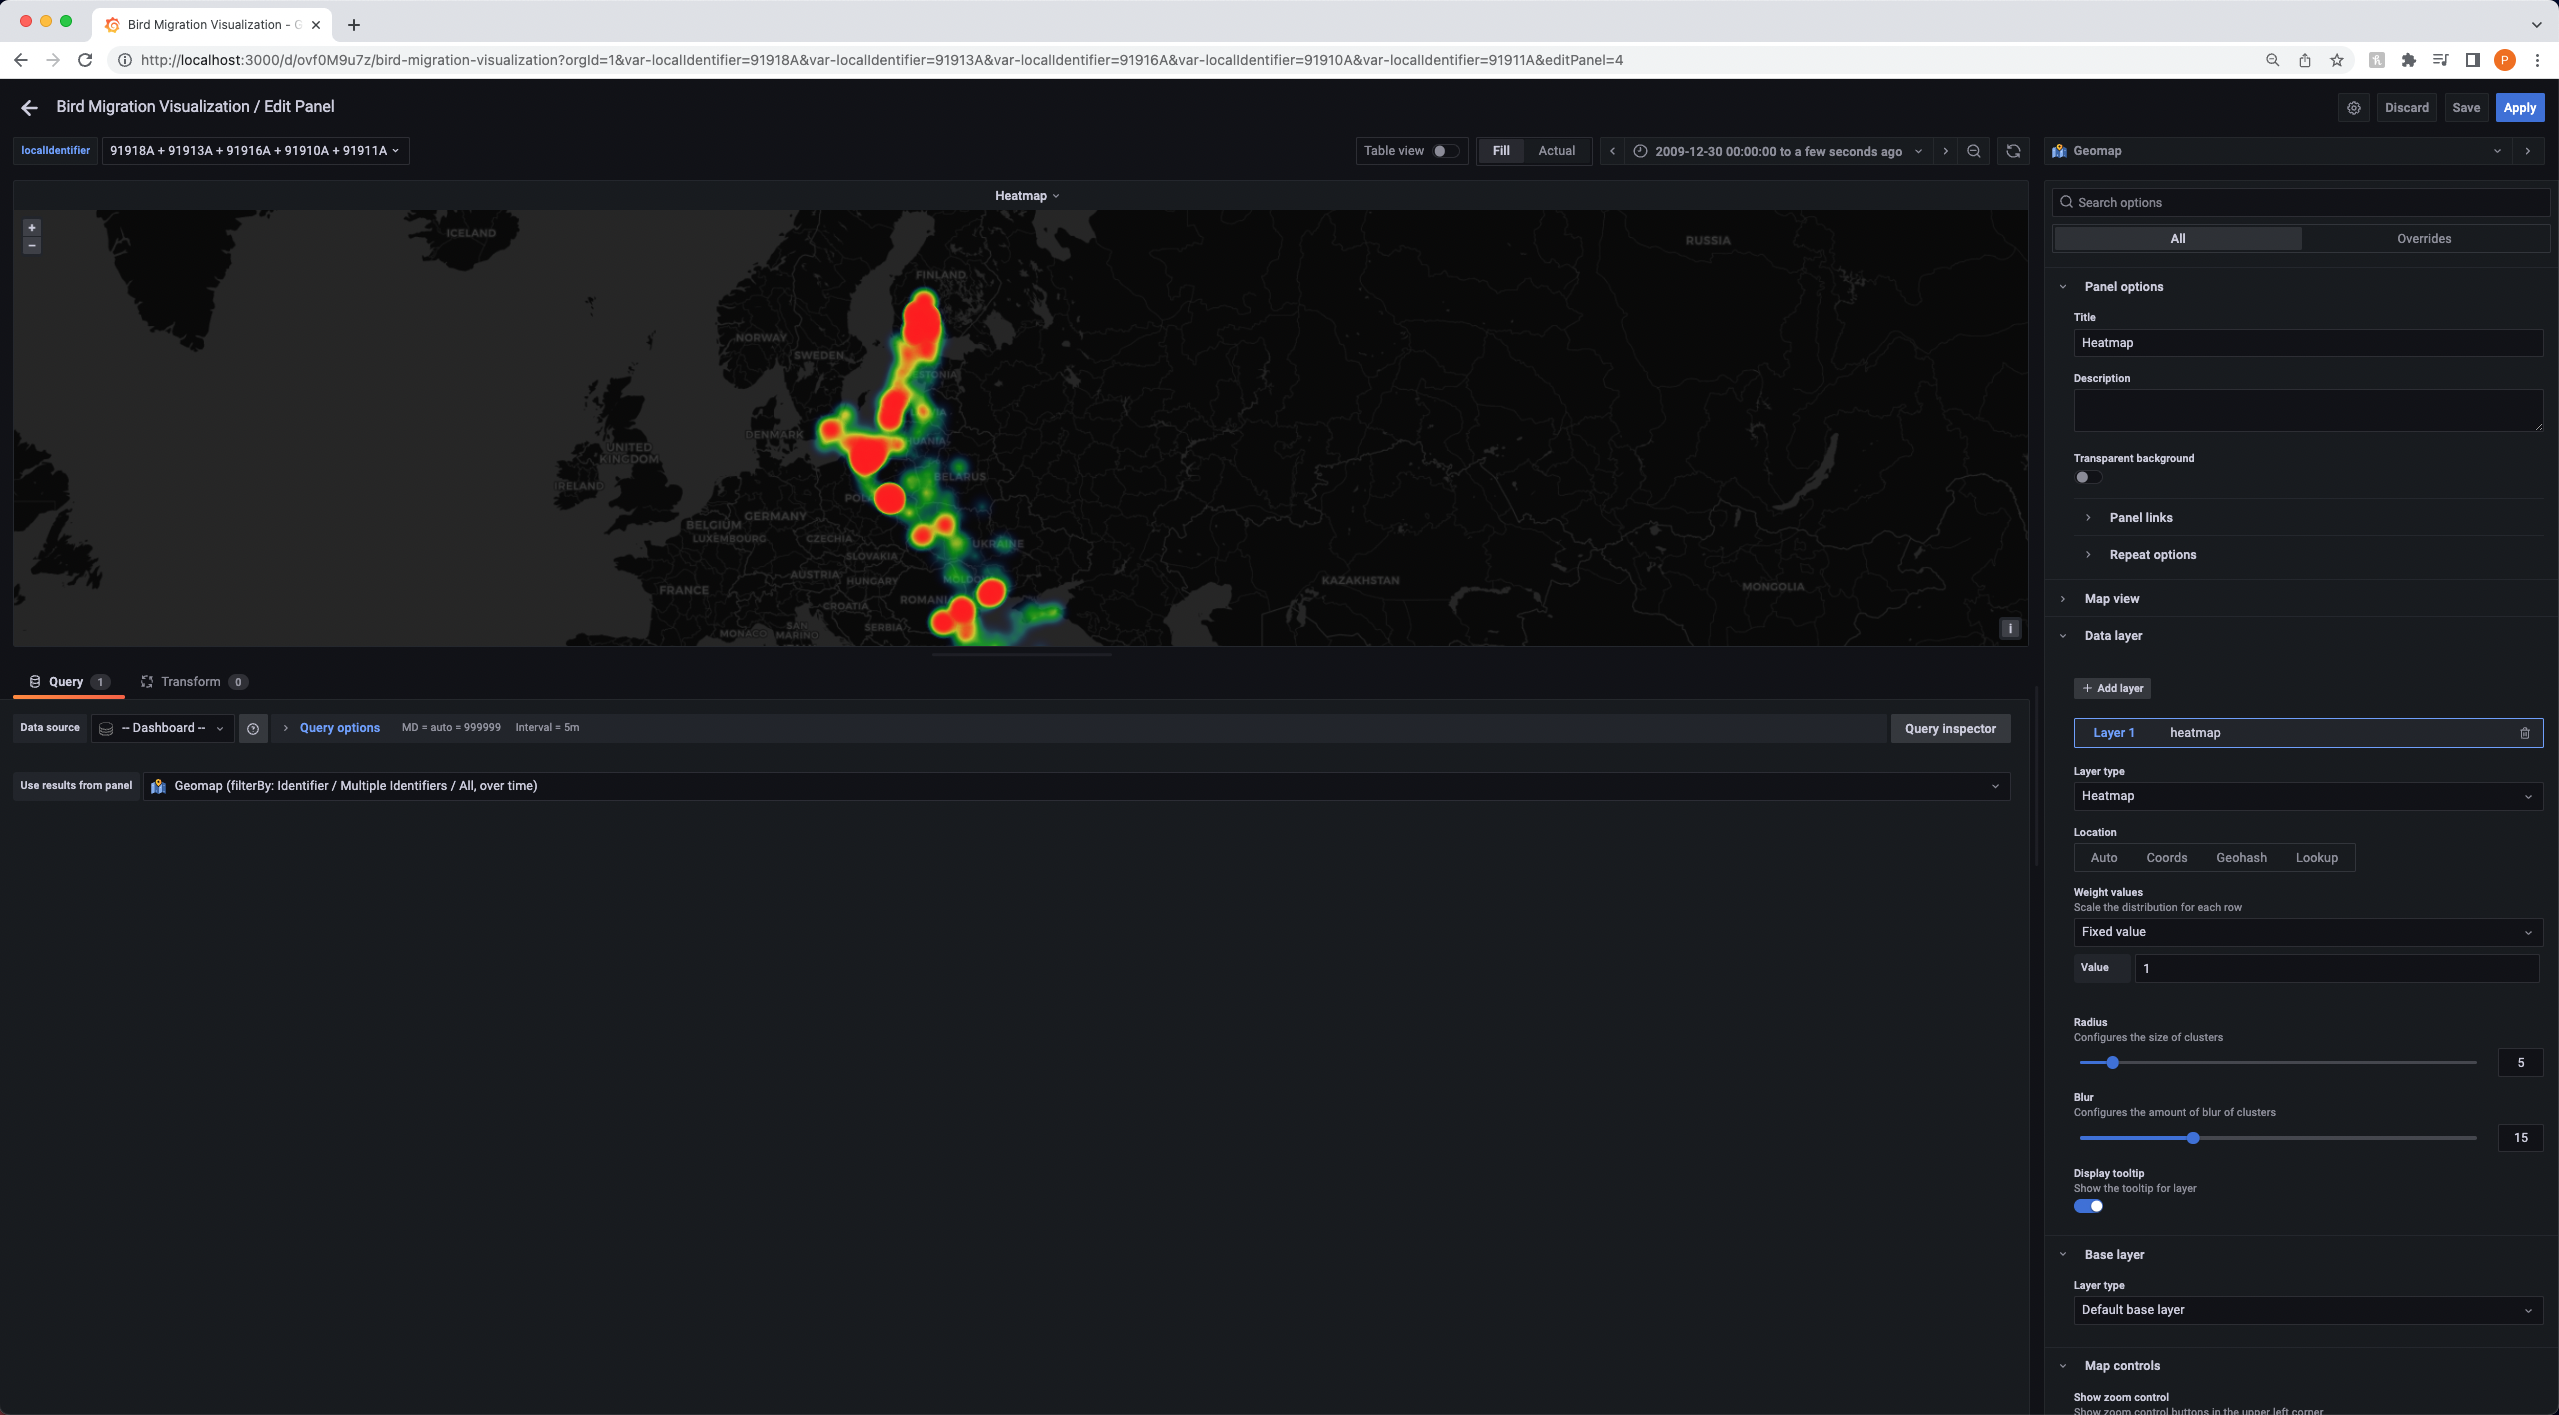 Bird Migration Visualization - G
http://localhost:3000/d/ovf0M9u7z/bird-migration-visualization?orgId=1&var-localIdentifier=91918A&var-localIdentifier=91913A&var-localIdentifier=91916A&var-localIdentifier=91910A&var-localIdentifier=91911A&editPanel=4
P
Bird Migration Visualization / Edit Panel
Discard
Save
Apply
localIdentifier
91918A + 91913A + 91916A + 91910A + 91911A
Table view
Fill
Actual
2009-12-30 00:00:00 to a few seconds ago
Geomap
Heatmap
+
−
ICELAND
RUSSIA
FINLAND
NORWAY
SWEDEN
ESTONIA
DENMARK
UNITED
KINGDOM
IRELAND
BELARUS
GERMANY
BELGIUM
LUXEMBOURG
CZECHIA
UKRAINE
SLOVAKIA
AUSTRIA
HUNGARY
FRANCE
ROMANIA
CROATIA
SERBIA
SAN
MARINO
MONACO
KAZAKHSTAN
MONGOLIA
i
Query
1
Transform
0
Data source
-- Dashboard --
Query options
MD = auto = 999999
Interval = 5m
Query inspector
Use results from panel
Geomap (filterBy: Identifier / Multiple Identifiers / All, over time)
Search options
All
Overrides
Panel options
Title
Heatmap
Description
Transparent background
Panel links
Repeat options
Map view
Data layer
+ Add layer
Layer 1
heatmap
Layer type
Heatmap
Location
Auto
Coords
Geohash
Lookup
Weight values
Scale the distribution for each row
Fixed value
Value
1
Radius
Configures the size of clusters
5
Blur
Configures the amount of blur of clusters
15
Display tooltip
Show the tooltip for layer
Base layer
Layer type
Default base layer
Map controls
Show zoom control
Show zoom control buttons in the upper left corner